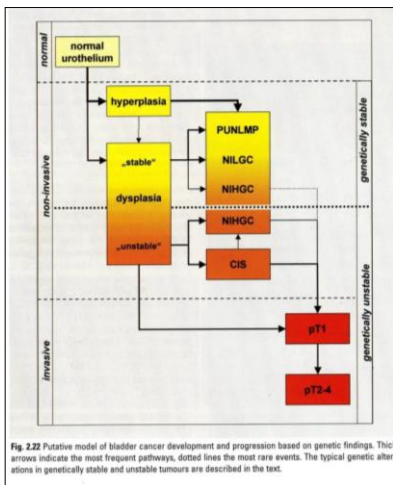 normal
normal
urothelium
hyperplasia
non-invasive
genetically stable
PUNLMP
„stable“
NILGC
dysplasia
NIHGC
NIHGC
„unstable“
CIS
genetically unstable
invasive
pT1
pT2-4
Fig. 2.22 Putative model of bladder cancer development and progression based on genetic findings. Thick
arrows indicate the most frequent pathways, dotted lines the most rare events. The typical genetic alter-
ations in genetically stable and unstable tumours are described in the text.